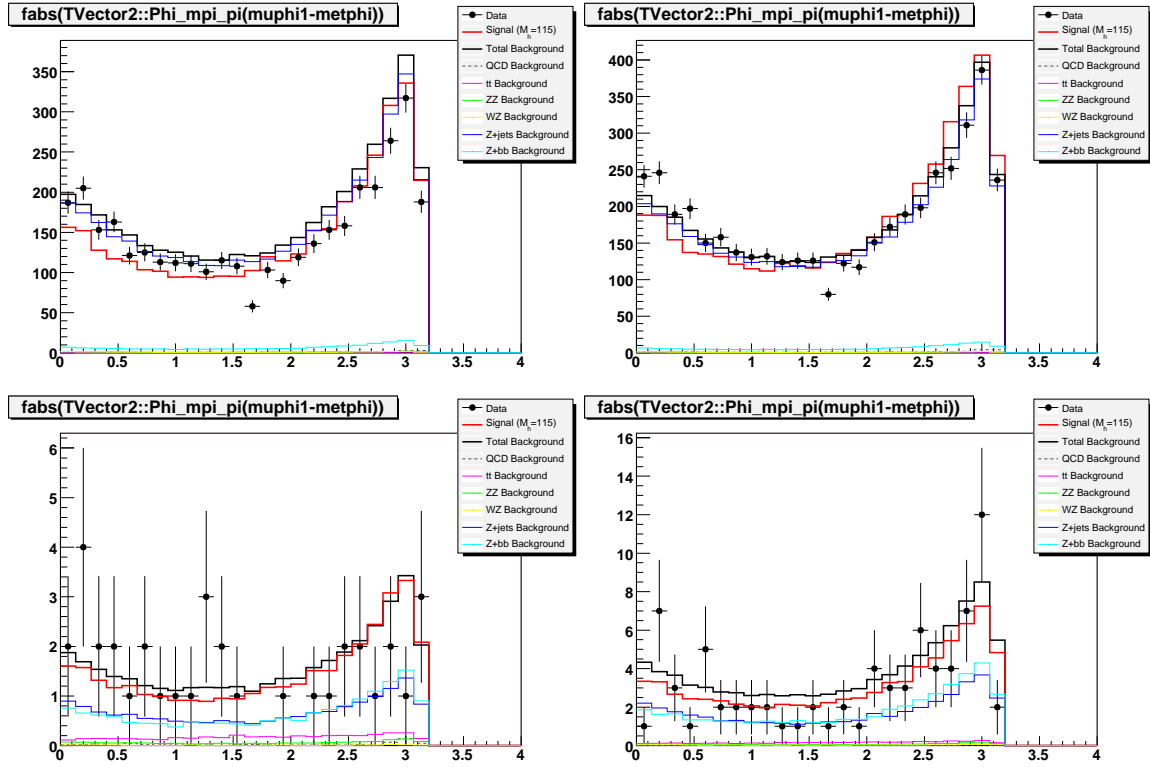 fabs(TVector2::Phi_mpi_pi(muphi1-metphi))
Data
Signal (M_h=115)
Total Background
QCD Background
tt Background
ZZ Background
WZ Background
Z+jets Background
Z+bb Background
350
300
250
200
150
100
50
0
0 0.5 1 1.5 2 2.5 3 3.5 4
fabs(TVector2::Phi_mpi_pi(muphi1-metphi))
Data
Signal (M_h=115)
Total Background
QCD Background
tt Background
ZZ Background
WZ Background
Z+jets Background
Z+bb Background
400
350
300
250
200
150
100
50
0
0 0.5 1 1.5 2 2.5 3 3.5 4
fabs(TVector2::Phi_mpi_pi(muphi1-metphi))
Data
Signal (M_h=115)
Total Background
QCD Background
tt Background
ZZ Background
WZ Background
Z+jets Background
Z+bb Background
6
5
4
3
2
1
0
0 0.5 1 1.5 2 2.5 3 3.5 4
fabs(TVector2::Phi_mpi_pi(muphi1-metphi))
Data
Signal (M_h=115)
Total Background
QCD Background
tt Background
ZZ Background
WZ Background
Z+jets Background
Z+bb Background
16
14
12
10
8
6
4
2
0
0 0.5 1 1.5 2 2.5 3 3.5 4